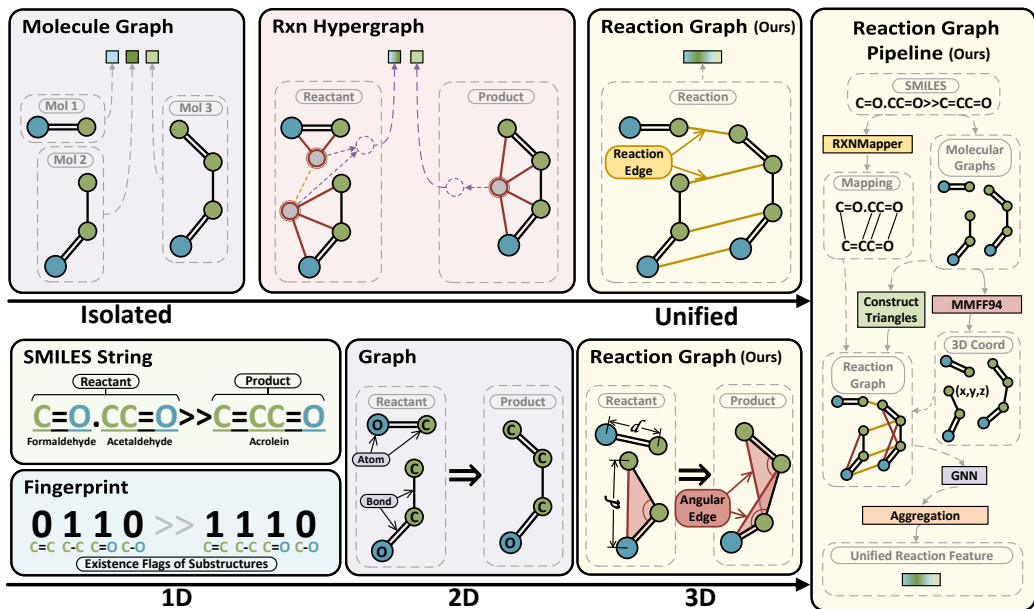 Molecule Graph
Mol 1
Mol 2
Mol 3
Rxn Hypergraph
Reactant
Product
Reaction Graph (Ours)
Reaction
Reaction
Edge
Isolated
Unified
SMILES String
Reactant
Product
C=O.CC=O>>C=CC=O
Formaldehyde
Acetaldehyde
Acrolein
Fingerprint
0 1 1 0 >> 1 1 1 0
C=C C-C C=O C-O C=C C-C C=O C-O
Existence Flags of Substructures
Graph
Reactant
Product
O
C
Atom
C
Bond
C
O
C
C
C
O
Reaction Graph (Ours)
Reactant
Product
d
d
Angular
Edge
1D
2D
3D
Reaction Graph
Pipeline (Ours)
SMILES
C=O.CC=O>>C=CC=O
RXNMapper
Mapping
C=O.CC=O
C=CC=O
Molecular
Graphs
Construct
Triangles
MMFF94
Reaction
Graph
3D Coord
(x,y,z)
GNN
Aggregation
Unified Reaction Feature